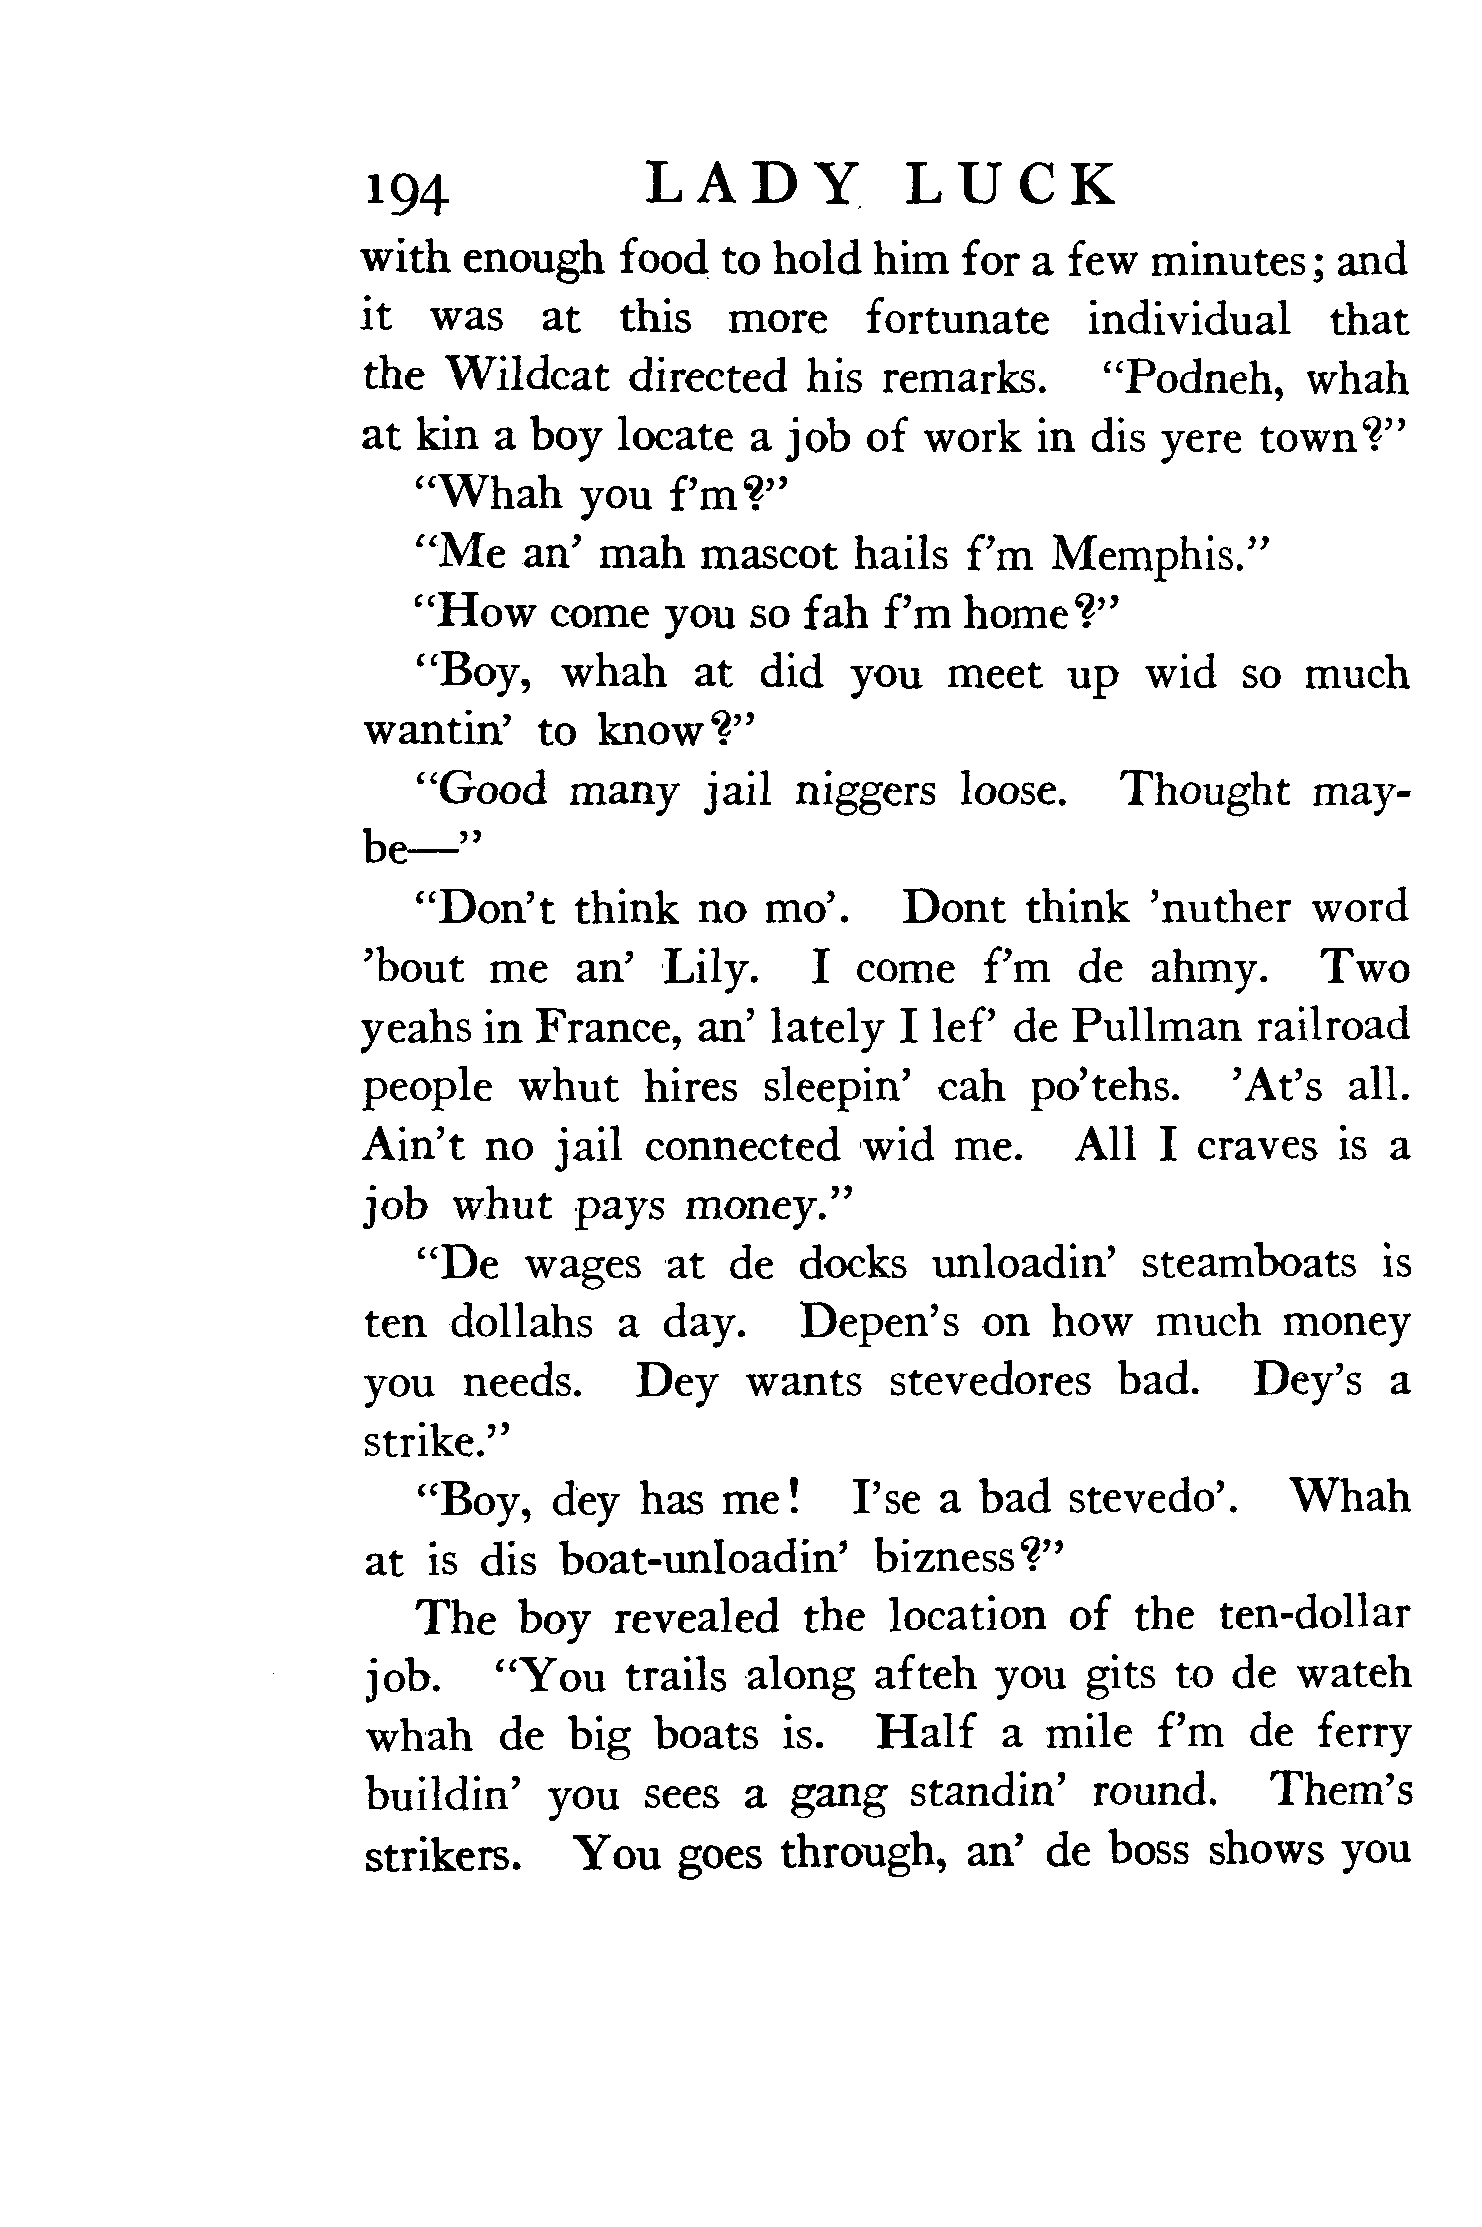 194 LADY LUCK
with enough food to hold him for a few minutes; and
it was at this more fortunate individual that
the Wildcat directed his remarks. "Podneh, whah
at kin a boy locate a job of work in dis yere town?"
"Whah you f'm?"
"Me an' mah mascot hails f'm Memphis."
"How come you so fah f'm home?"
"Boy, whah at did you meet up wid so much
wantin' to know?"
"Good many jail niggers loose. Thought may-
be—"
"Don't think no mo'. Dont think 'nuther word
'bout me an' Lily. I come f'm de ahmy. Two
yeahs in France, an' lately I lef' de Pullman railroad
people whut hires sleepin' cah po'tehs. 'At's all.
Ain't no jail connected wid me. All I craves is a
job whut pays money."
"De wages at de docks unloadin' steamboats is
ten dollahs a day. Depen's on how much money
you needs. Dey wants stevedores bad. Dey's a
strike."
"Boy, dey has me! I'se a bad stevedo'. Whah
at is dis boat-unloadin' bizness?"
The boy revealed the location of the ten-dollar
job. "You trails along afteh you gits to de wateh
whah de big boats is. Half a mile f'm de ferry
buildin' you sees a gang standin' round. Them's
strikers. You goes through, an' de boss shows you